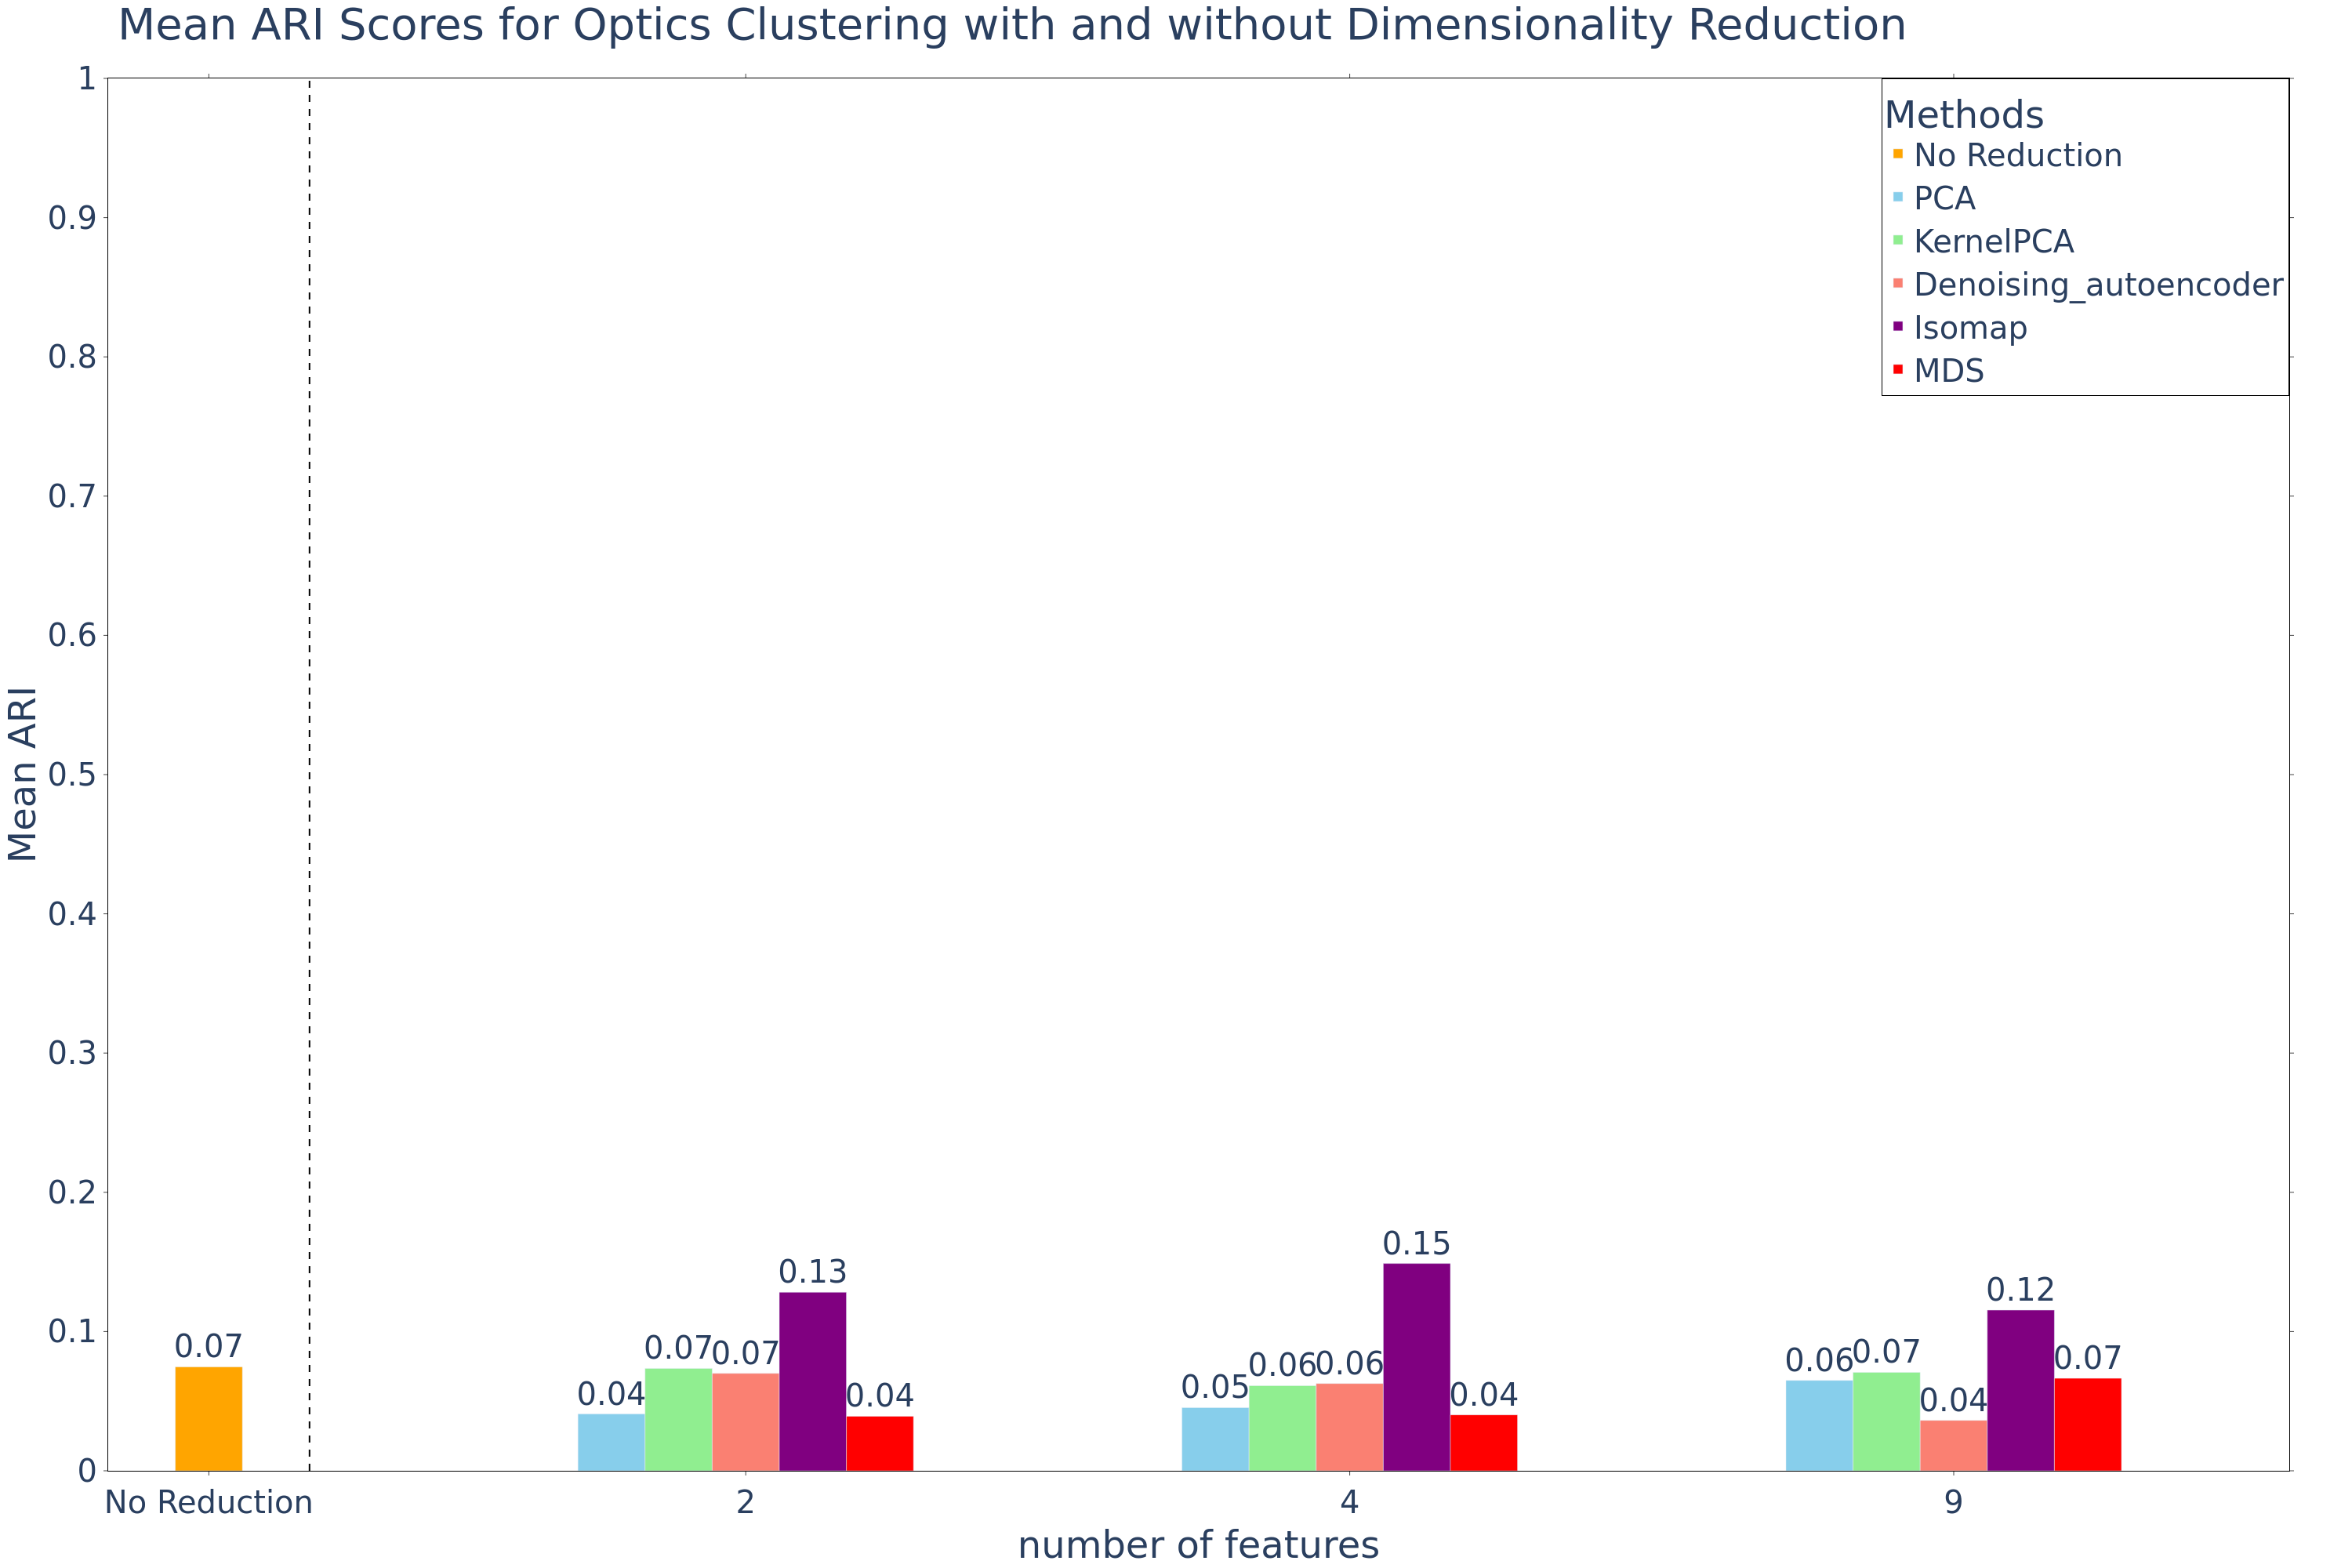 Mean ARI Scores for Optics Clustering with and without Dimensionality Reduction
1
0.9
0.8
0.7
0.6
0.5
0.4
0.3
0.2
0.1
0
Mean ARI
Methods
No Reduction
PCA
KernelPCA
Denoising_autoencoder
Isomap
MDS
0.07
0.04
0.07
0.07
0.13
0.04
0.05
0.06
0.06
0.15
0.04
0.06
0.07
0.04
0.12
0.07
No Reduction
2
4
9
number of features